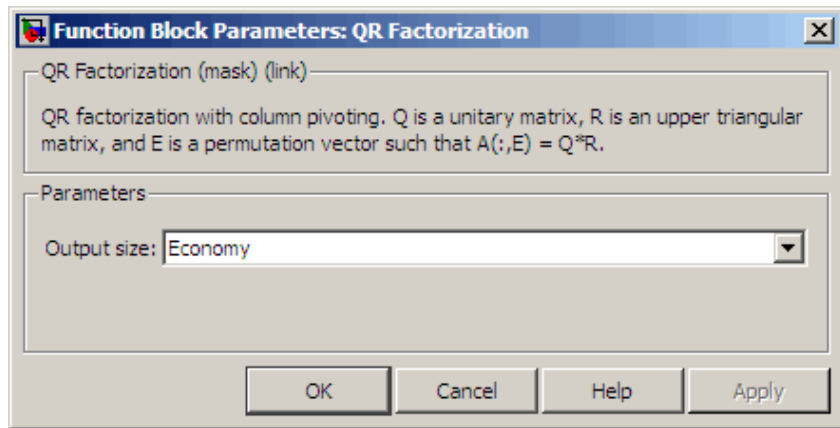 Function Block Parameters: QR Factorization
QR Factorization (mask) (link)
QR factorization with column pivoting. Q is a unitary matrix, R is an upper triangular
matrix, and E is a permutation vector such that A(:,E) = Q*R.
Parameters
Output size: Economy
OK Cancel Help Apply